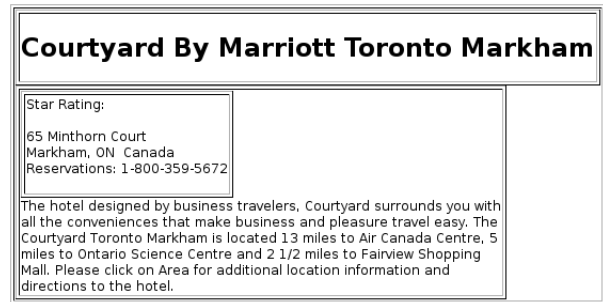 Courtyard By Marriott Toronto Markham
Star Rating:
65 Minthorn Court
Markham, ON  Canada
Reservations: 1-800-359-5672
The hotel designed by business travelers, Courtyard surrounds you with
all the conveniences that make business and pleasure travel easy. The
Courtyard Toronto Markham is located 13 miles to Air Canada Centre, 5
miles to Ontario Science Centre and 2 1/2 miles to Fairview Shopping
Mall. Please click on Area for additional location information and
directions to the hotel.